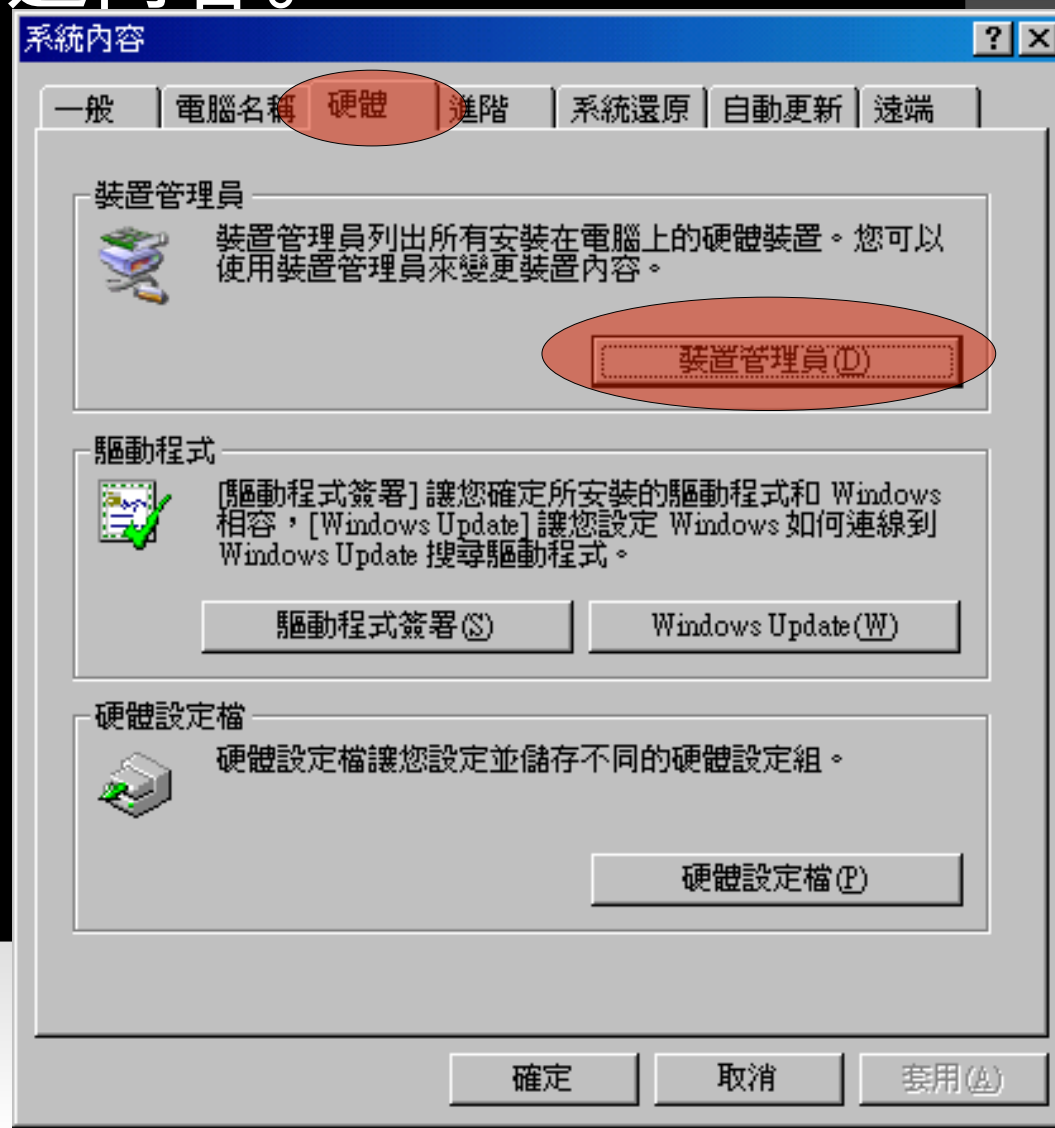 系統內容
一般 電腦名稱 硬體 進階 系統還原 自動更新 遠端
裝置管理員
裝置管理員列出所有安裝在電腦上的硬體裝置。您可以
使用裝置管理員來變更裝置內容。
裝置管理員(D)
驅動程式
[驅動程式簽署] 讓您確定所安裝的驅動程式和 Windows
相容，[Windows Update] 讓您設定 Windows 如何連線到
Windows Update 搜尋驅動程式。
驅動程式簽署(S) Windows Update(W)
硬體設定檔
硬體設定檔讓您設定並儲存不同的硬體設定組。
硬體設定檔(P)
確定 取消 套用(A)